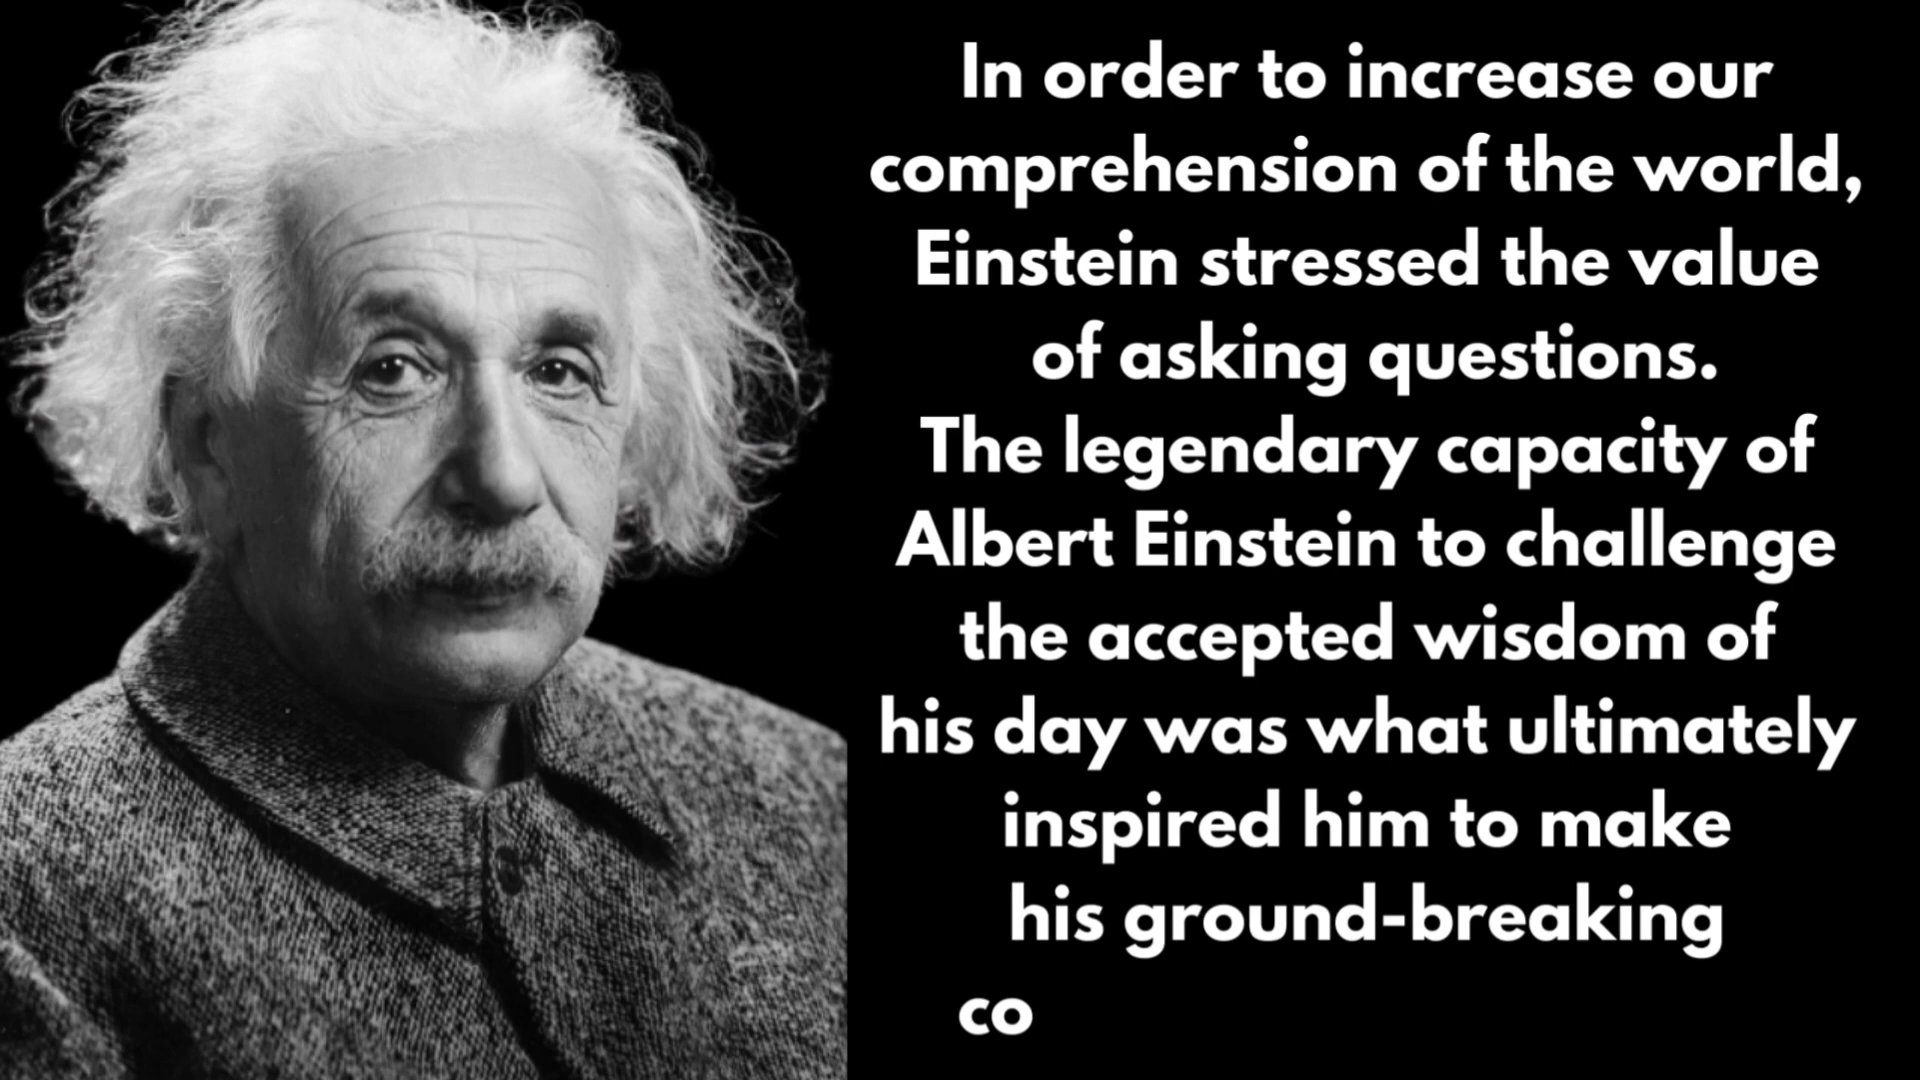 In order to increase our
comprehension of the world,
Einstein stressed the value
of asking questions.
The legendary capacity of
Albert Einstein to challenge
the accepted wisdom of
his day was what ultimately
inspired him to make
his ground-breaking
co